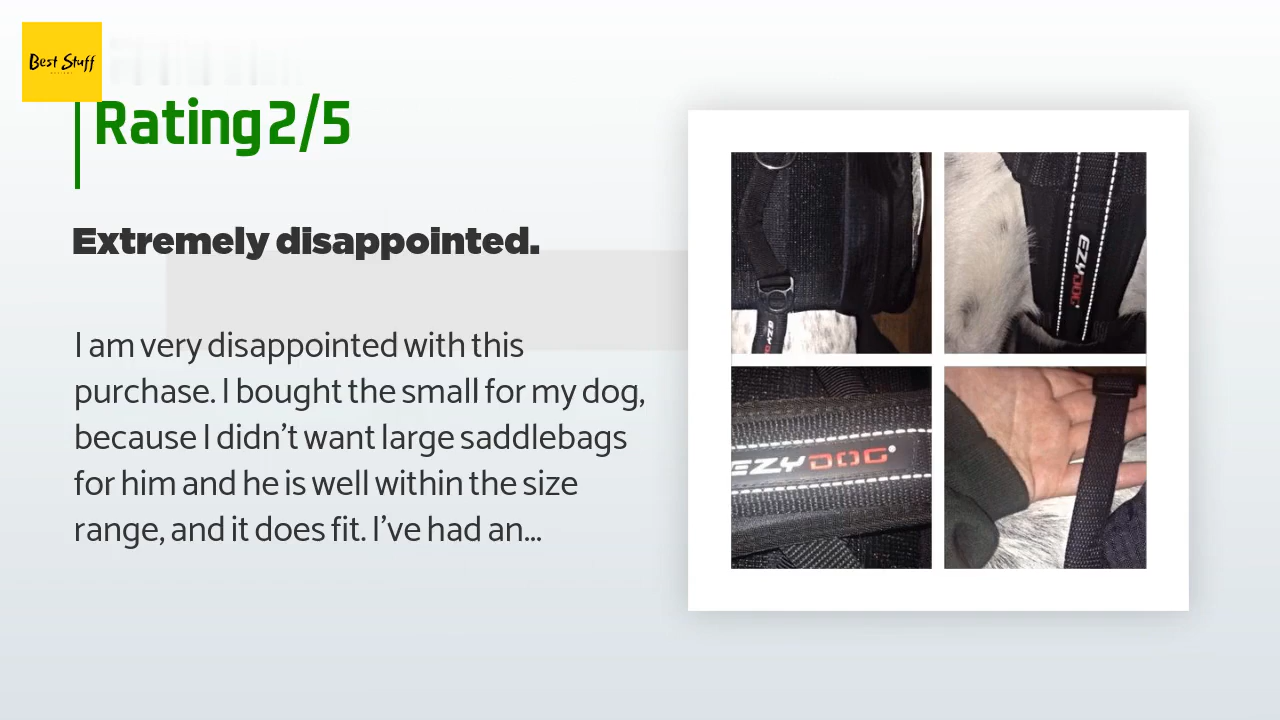 Best Stuff
Rating 2/5
Extremely disappointed.
I am very disappointed with this
purchase. I bought the small for my dog,
because I didn't want large saddlebags
for him and he is well within the size
range, and it does fit. I've had an...
EZYDOG
EZYDOG
EZYDOG